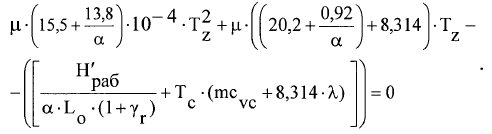 μ·(15,5+13,8/α)·10⁻⁴·T_z²+μ·((20,2+0,92/α)+8,314)·T_z−
−([H′_раб/(α·L_o·(1+γ_r))+T_c·(mc_vc+8,314·λ)])=0.